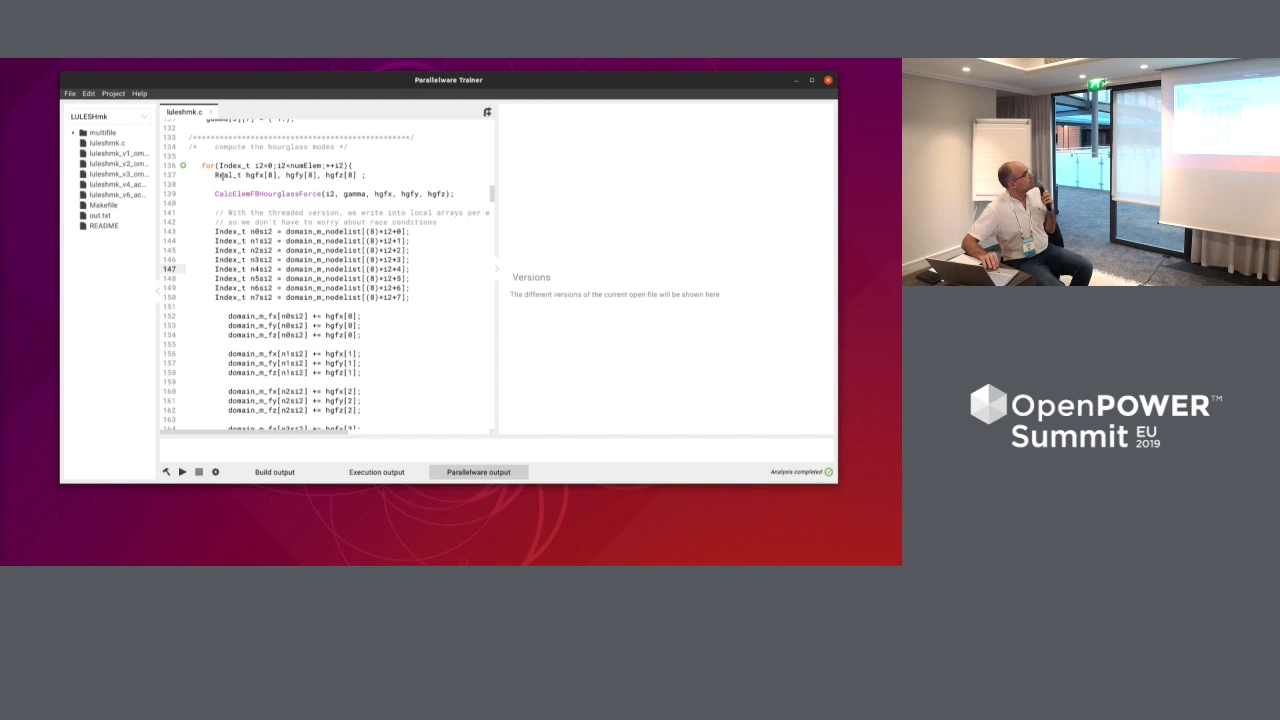 Parallelware Trainer
File Edit Project Help
LULESHmk
multifile
luleshmk.c
luleshmk_v1_om...
luleshmk_v2_om...
luleshmk_v3_om...
luleshmk_v4_ac...
luleshmk_v6_ac...
Makefile
out.txt
README
luleshmk.c
132
133 /**************************************************/
134 /* compute the hourglass modes */
135
136 for(Index_t i2=0;i2<numElem;++i2){
137 Real_t hgfx[8], hgfy[8], hgfz[8] ;
138
139 CalcElemFBHourglassForce(i2, gamma, hgfx, hgfy, hgfz);
140
141 // With the threaded version, we write into local arrays per e
142 // so we don't have to worry about race conditions
143 Index_t n0si2 = domain_m_nodelist[(8)*i2+0];
144 Index_t n1si2 = domain_m_nodelist[(8)*i2+1];
145 Index_t n2si2 = domain_m_nodelist[(8)*i2+2];
146 Index_t n3si2 = domain_m_nodelist[(8)*i2+3];
147 Index_t n4si2 = domain_m_nodelist[(8)*i2+4];
148 Index_t n5si2 = domain_m_nodelist[(8)*i2+5];
149 Index_t n6si2 = domain_m_nodelist[(8)*i2+6];
150 Index_t n7si2 = domain_m_nodelist[(8)*i2+7];
151
152 domain_m_fx[n0si2] += hgfx[0];
153 domain_m_fy[n0si2] += hgfy[0];
154 domain_m_fz[n0si2] += hgfz[0];
155
156 domain_m_fx[n1si2] += hgfx[1];
157 domain_m_fy[n1si2] += hgfy[1];
158 domain_m_fz[n1si2] += hgfz[1];
159
160 domain_m_fx[n2si2] += hgfx[2];
161 domain_m_fy[n2si2] += hgfy[2];
162 domain_m_fz[n2si2] += hgfz[2];
163
Versions
The different versions of the current open file will be shown here
Build output Execution output Parallelware output Analysis completed
OpenPOWER™
Summit EU 2019